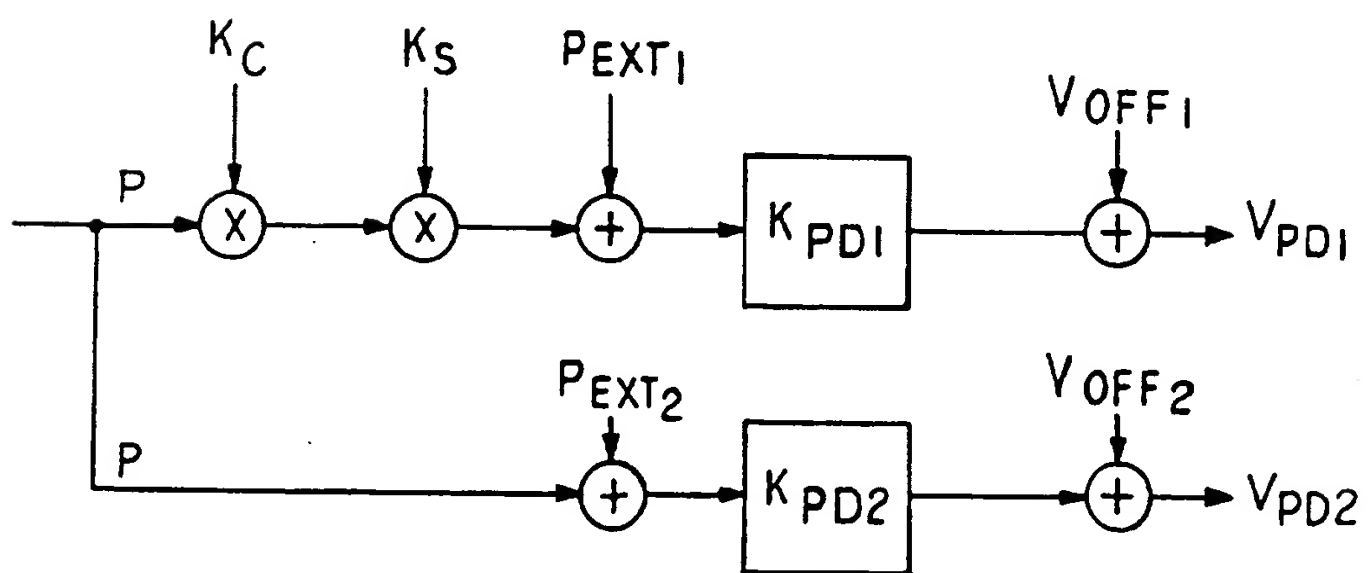 K_C
K_S
P_EXT1
V_OFF1
P
X
X
+
K_PD1
+
V_PD1
P_EXT2
V_OFF2
P
+
K_PD2
+
V_PD2